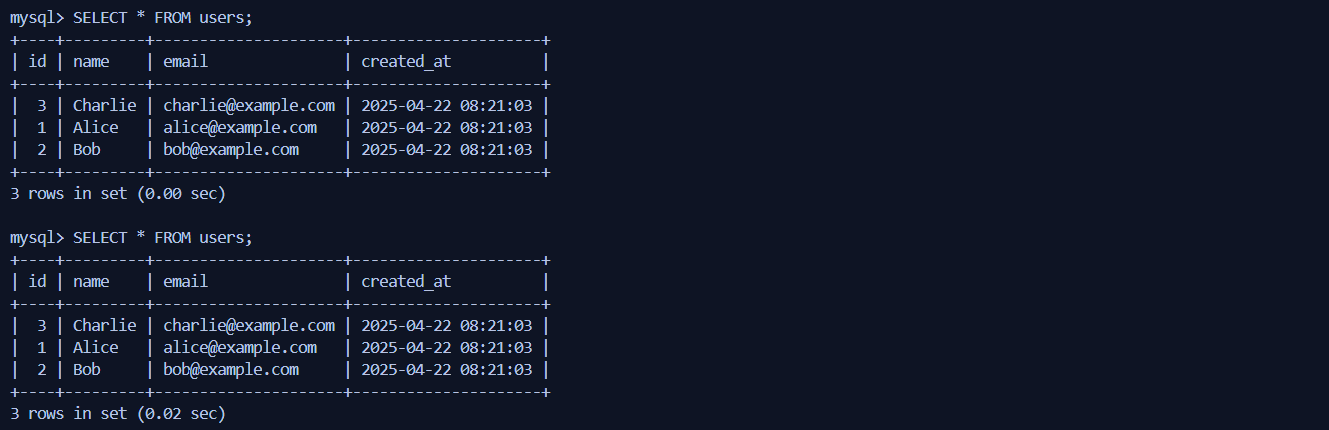 mysql> SELECT * FROM users;
+----+---------+---------------------+---------------------+
| id | name    | email               | created_at          |
+----+---------+---------------------+---------------------+
|  3 | Charlie | charlie@example.com | 2025-04-22 08:21:03 |
|  1 | Alice   | alice@example.com   | 2025-04-22 08:21:03 |
|  2 | Bob     | bob@example.com     | 2025-04-22 08:21:03 |
+----+---------+---------------------+---------------------+
3 rows in set (0.00 sec)

mysql> SELECT * FROM users;
+----+---------+---------------------+---------------------+
| id | name    | email               | created_at          |
+----+---------+---------------------+---------------------+
|  3 | Charlie | charlie@example.com | 2025-04-22 08:21:03 |
|  1 | Alice   | alice@example.com   | 2025-04-22 08:21:03 |
|  2 | Bob     | bob@example.com     | 2025-04-22 08:21:03 |
+----+---------+---------------------+---------------------+
3 rows in set (0.02 sec)